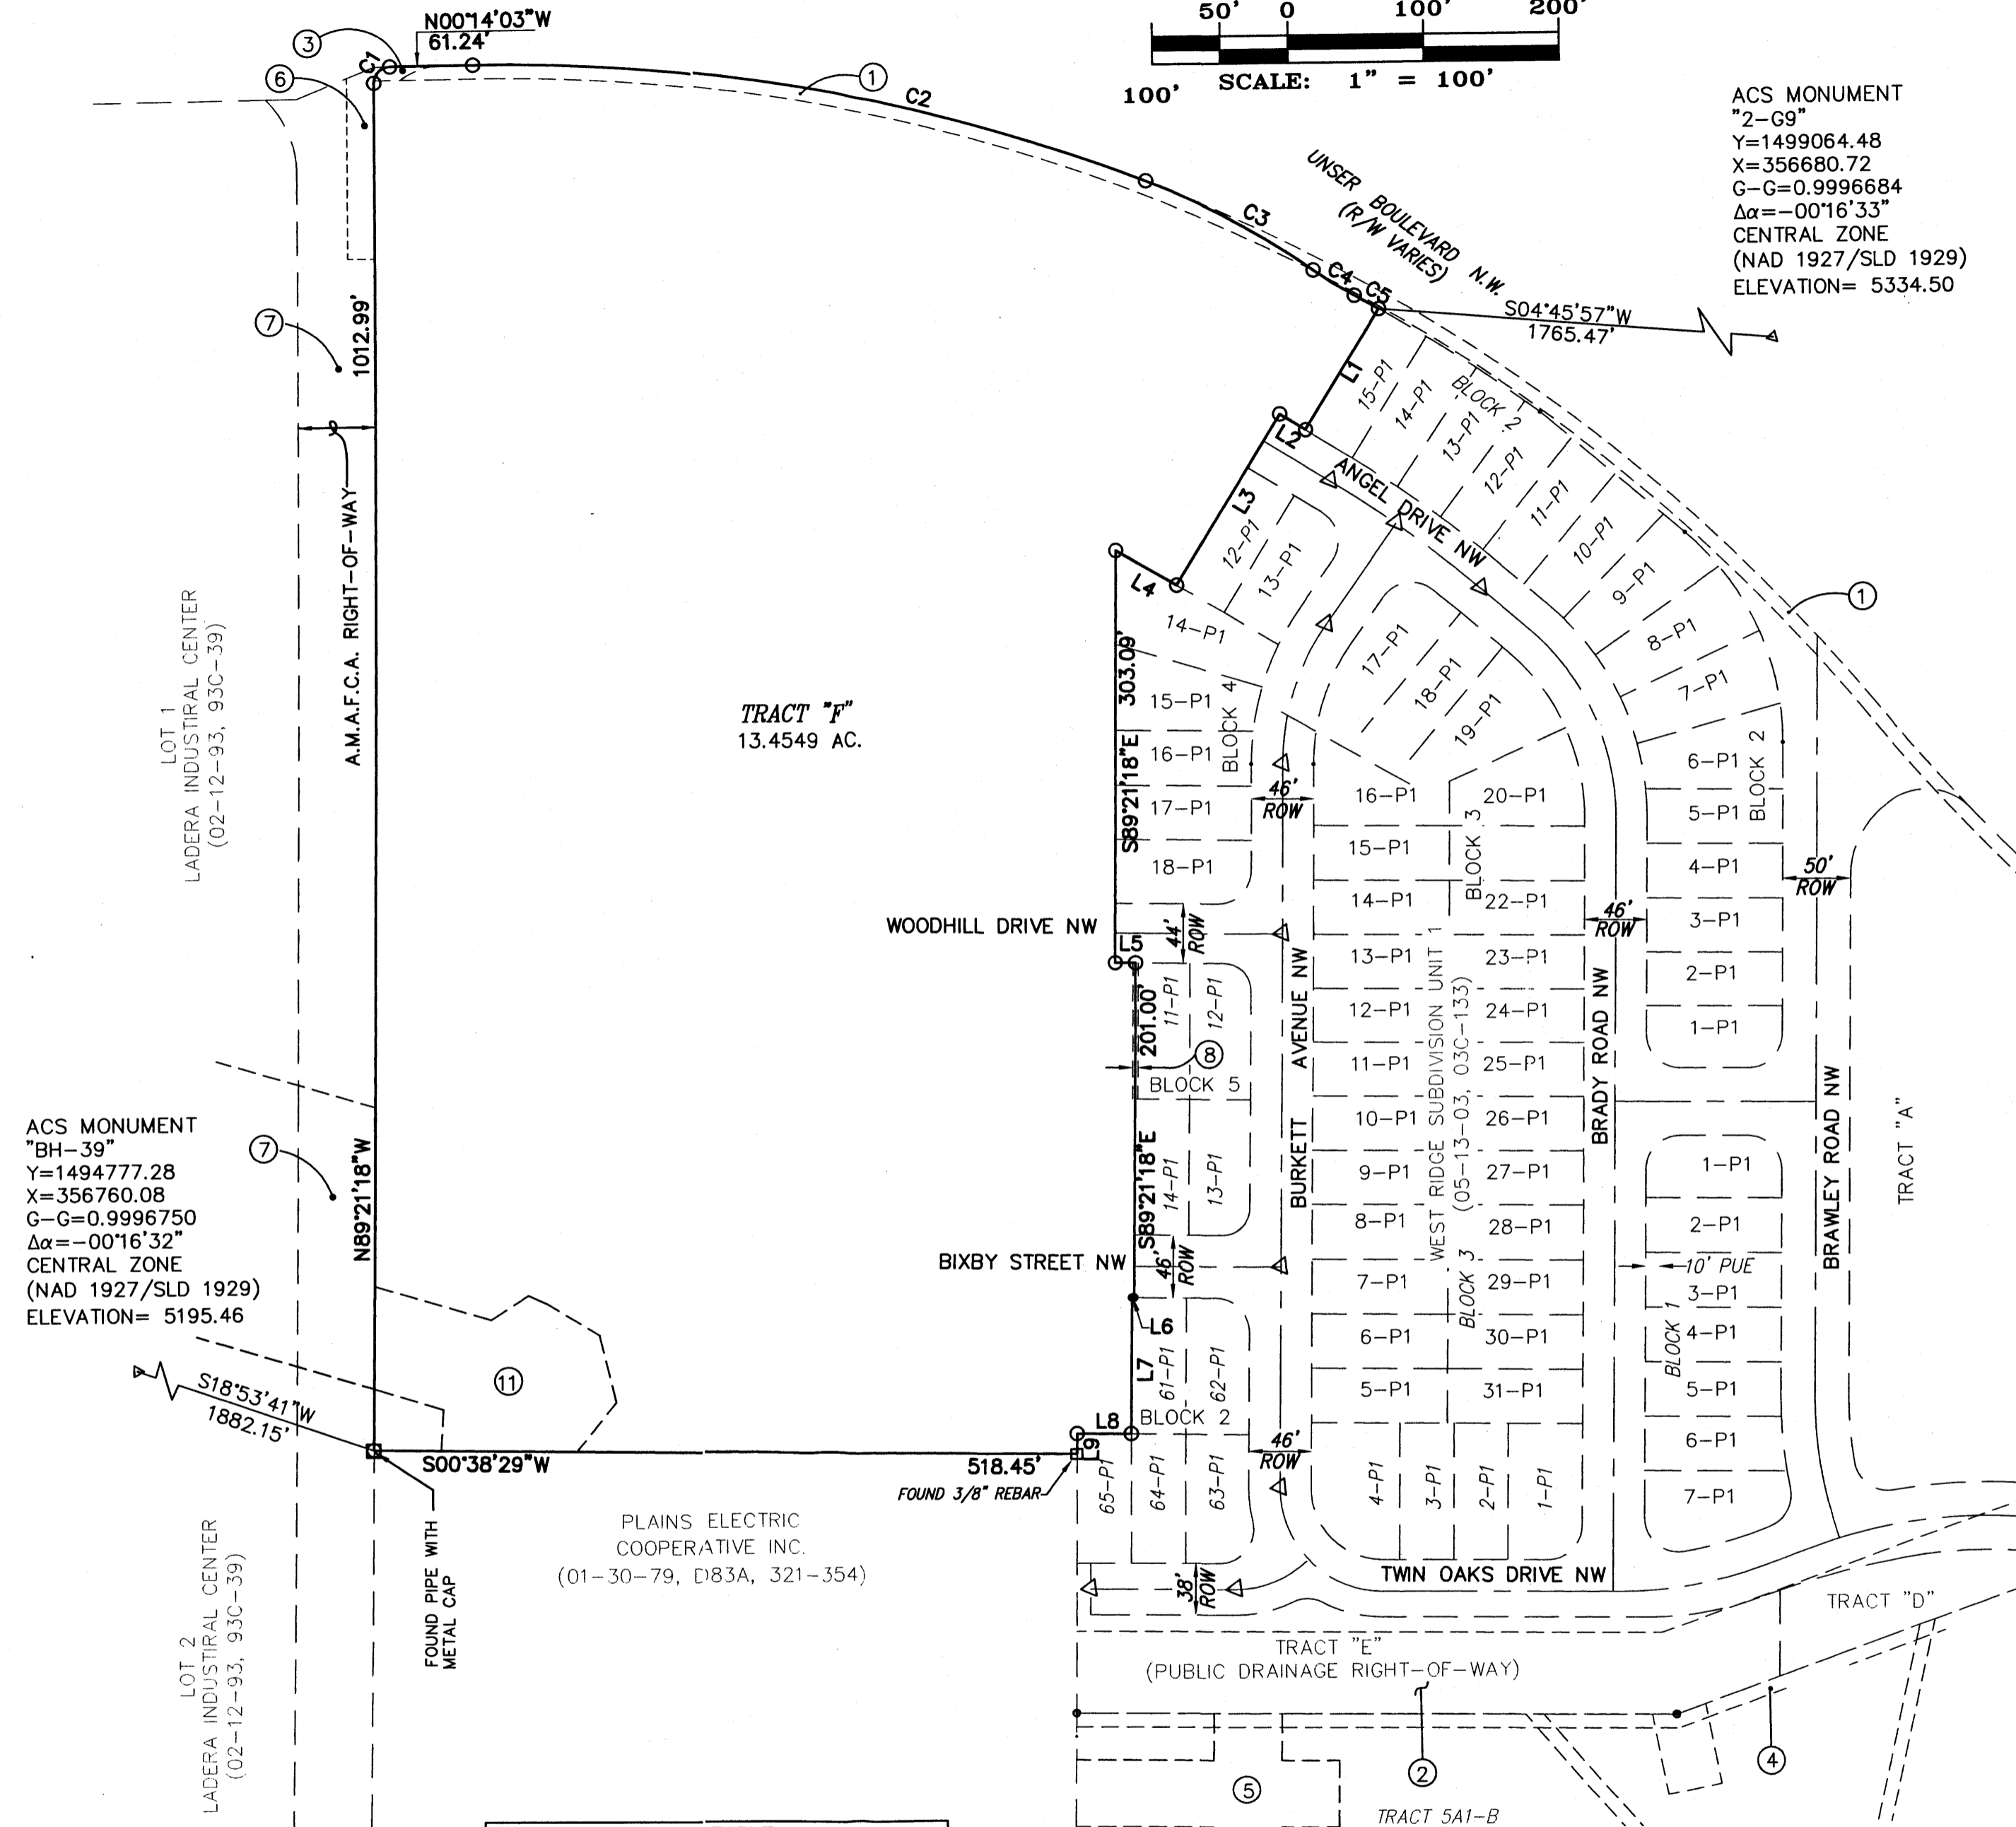 N00°14'03"W
61.24'
3
6
C1
1
C2
50'
0
100'
200'
100'
SCALE: 1" = 100'
ACS MONUMENT
"2-G9"
Y=1499064.48
X=356680.72
G-G=0.9996684
Δα=-00°16'33"
CENTRAL ZONE
(NAD 1927/SLD 1929)
ELEVATION= 5334.50
UNSER BOULEVARD N.W.
(R/W VARIES)
C3
C4
C5
S04°45'57"W
1765.47'
7
1012.99'
A.M.A.F.C.A. RIGHT-OF-WAY
LOT 1
LADERA INDUSTIRAL CENTER
(02-12-93, 93C-39)
TRACT "F"
13.4549 AC.
L1
L2
L3
L4
15-P1
14-P1
BLOCK 2
13-P1
12-P1
11-P1
10-P1
9-P1
8-P1
7-P1
ANGEL DRIVE NW
1
12-P1
13-P1
14-P1
303.09'
S89°21'18"E
15-P1
BLOCK 4
16-P1
17-P1
18-P1
46'
ROW
17-P1
18-P1
19-P1
16-P1
20-P1
15-P1
BLOCK 3
14-P1
22-P1
13-P1
23-P1
12-P1
24-P1
11-P1
25-P1
10-P1
26-P1
9-P1
27-P1
8-P1
28-P1
7-P1
29-P1
6-P1
30-P1
5-P1
31-P1
4-P1
3-P1
2-P1
1-P1
WEST RIDGE SUBDIVISION UNIT 1
(05-13-03, 03C-133)
BLOCK 3
6-P1
BLOCK 2
5-P1
4-P1
3-P1
2-P1
1-P1
50'
ROW
46'
ROW
WOODHILL DRIVE NW
44'
ROW
L5
201.00'
S89°21'18"E
11-P1
12-P1
8
BLOCK 5
14-P1
13-P1
BURKETT AVENUE NW
BRADY ROAD NW
BRAWLEY ROAD NW
TRACT "A"
1-P1
2-P1
10' PUE
3-P1
BLOCK 1
4-P1
5-P1
6-P1
7-P1
ACS MONUMENT
"BH-39"
Y=1494777.28
X=356760.08
G-G=0.9996750
Δα=-00°16'32"
CENTRAL ZONE
(NAD 1927/SLD 1929)
ELEVATION= 5195.46
7
N89°21'18"W
S18°53'41"W
1882.15'
11
BIXBY STREET NW
46'
ROW
L6
L7
61-P1
62-P1
BLOCK 2
L8
L9
65-P1
64-P1
63-P1
46'
ROW
S00°38'29"W
518.45'
FOUND 3/8" REBAR
FOUND PIPE WITH
METAL CAP
PLAINS ELECTRIC
COOPERATIVE INC.
(01-30-79, D83A, 321-354)
LOT 2
LADERA INDUSTIRAL CENTER
(02-12-93, 93C-39)
38'
ROW
TWIN OAKS DRIVE NW
TRACT "D"
TRACT "E"
(PUBLIC DRAINAGE RIGHT-OF-WAY)
2
4
5
TRACT 5A1-B